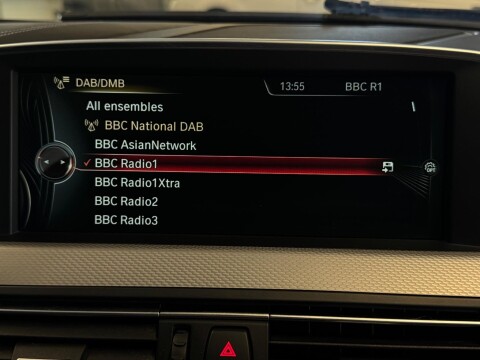 DAB/DMB 13:55 BBC R1
All ensembles
BBC National DAB
BBC AsianNetwork
BBC Radio1
BBC Radio1Xtra
BBC Radio2
BBC Radio3
OPT